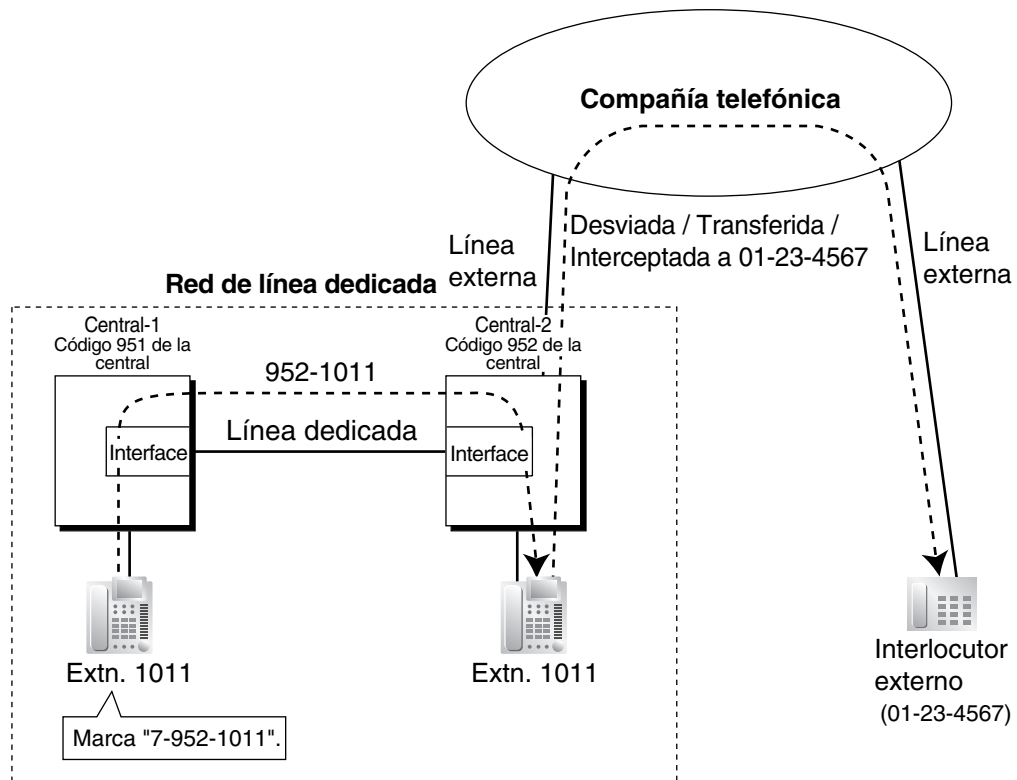 Compañía telefónica
Desviada / Transferida /
Interceptada a 01-23-4567
Línea
externa
Línea
externa
Red de línea dedicada
Central-1
Código 951 de la
central
Central-2
Código 952 de la
central
952-1011
Línea dedicada
Interface
Interface
Extn. 1011
Extn. 1011
Marca "7-952-1011".
Interlocutor
externo
(01-23-4567)